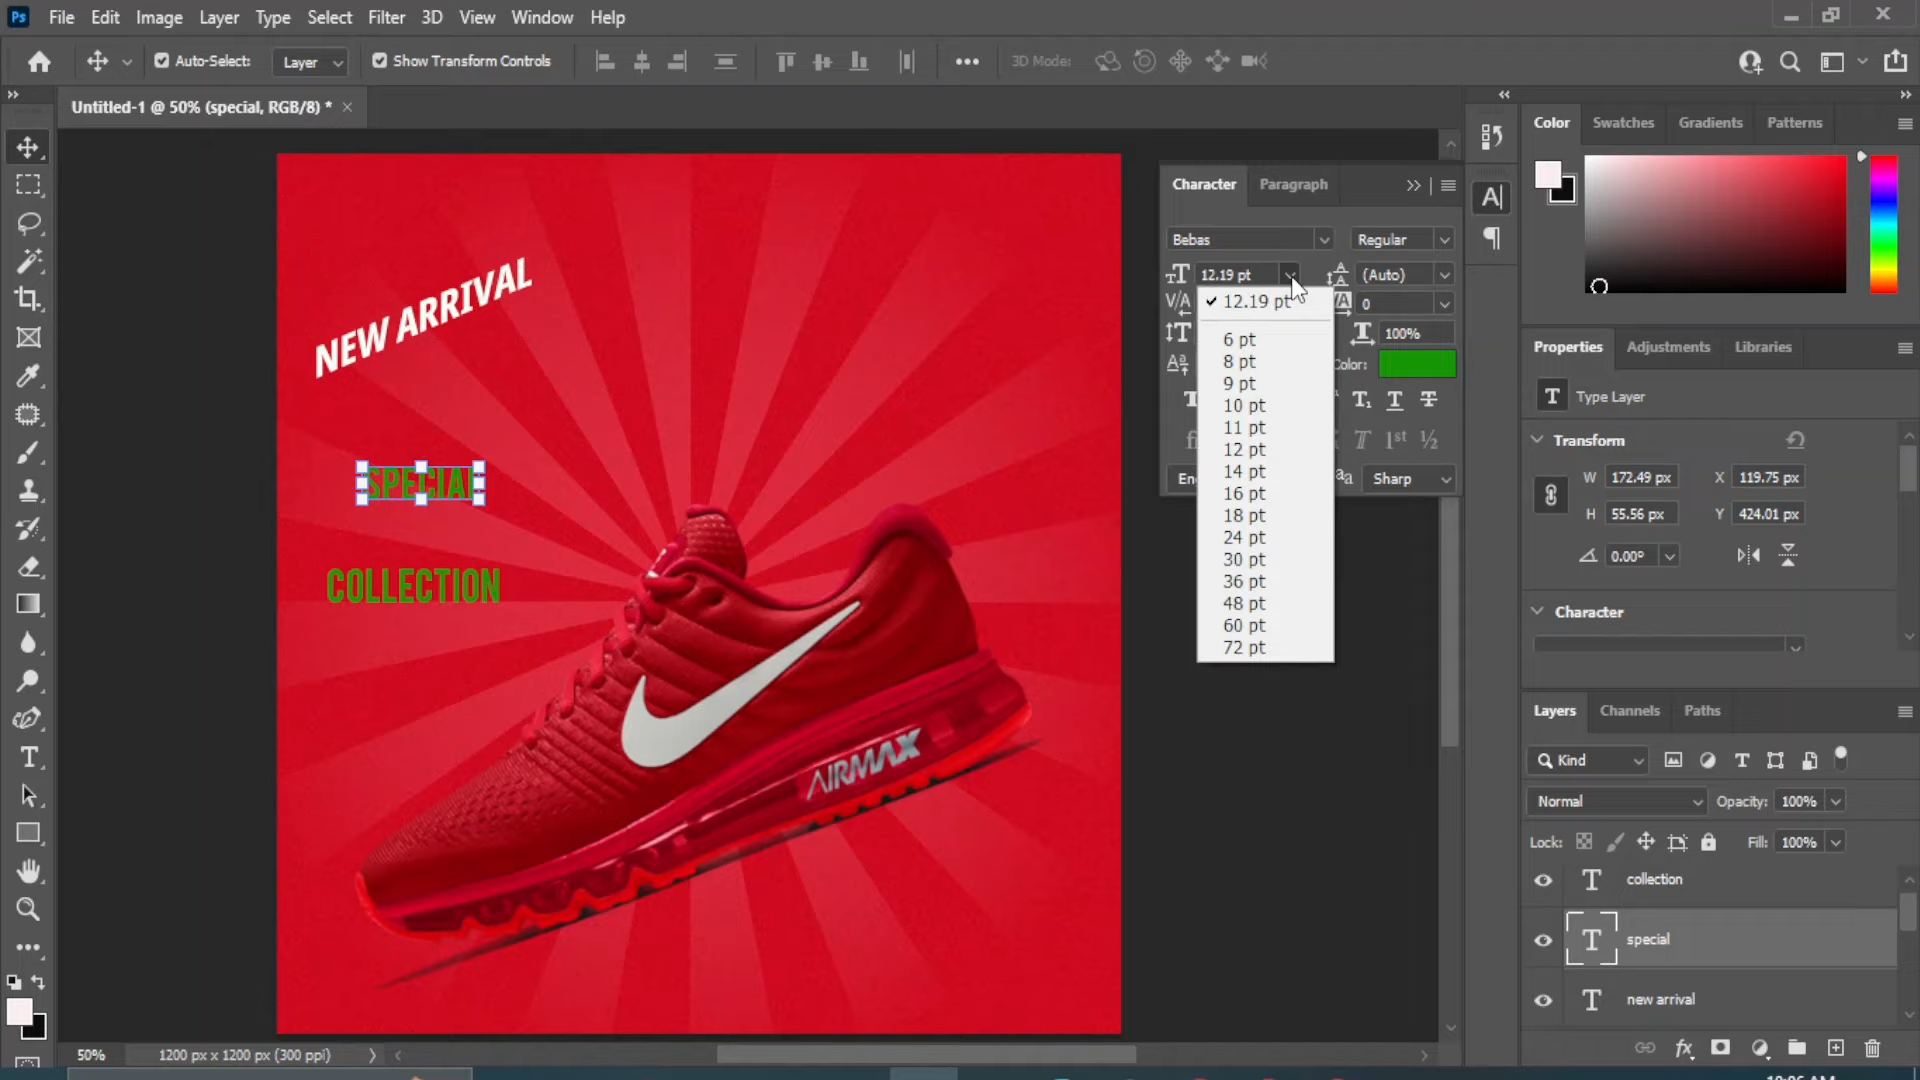 Ps File Edit Image Layer Type Select Filter 3D View Window Help
Auto-Select: Layer Show Transform Controls ••• 3D Mode:
Untitled-1 @ 50% (special, RGB/8) * ×
NEW ARRIVAL
SPECIAL
COLLECTION
AIRMAX
Character Paragraph
Bebas Regular
12.19 pt (Auto)
12.19 pt 0
6 pt 100%
8 pt Color:
9 pt
10 pt
11 pt
12 pt
14 pt Sharp
16 pt
18 pt
24 pt
30 pt
36 pt
48 pt
60 pt
72 pt
Color Swatches Gradients Patterns
Properties Adjustments Libraries
T Type Layer
Transform
W 172.49 px X 119.75 px
H 55.56 px Y 424.01 px
0.00°
Character
Layers Channels Paths
Kind
Normal Opacity: 100%
Lock: Fill: 100%
T collection
T special
T new arrival
fx
50% 1200 px x 1200 px (300 ppi)